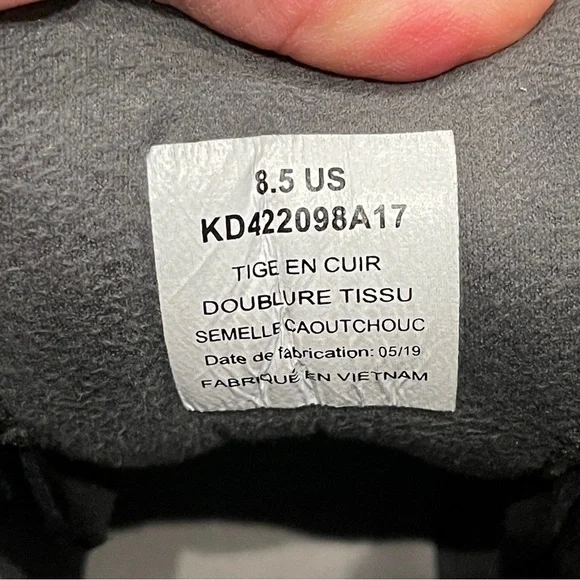 8.5 US
KD422098A17
TIGE EN CUIR
DOUBLURE TISSU
SEMELLE CAOUTCHOUC
Date de fabrication: 05/19
FABRIQUÉ EN VIETNAM